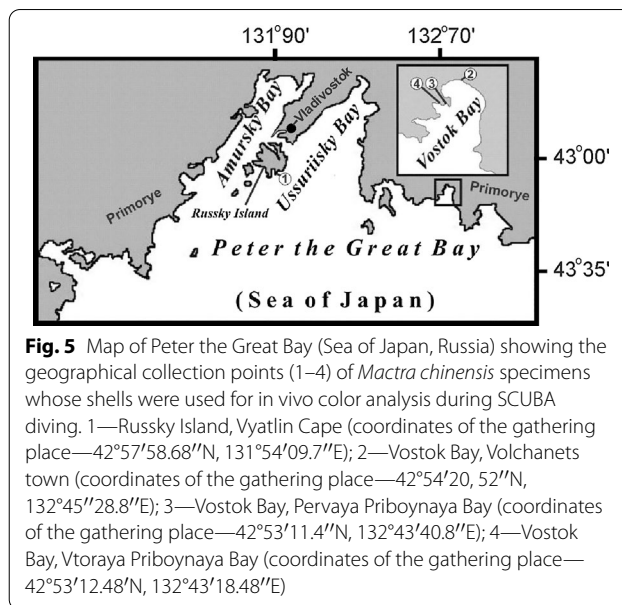 131°90'
132°70'
Amursky Bay
Vladivostok
Ussuriisky Bay
Russky Island
1
Primorye
4
3
2
Vostok Bay
Primorye
43°00'
43°35'
Peter the Great Bay
(Sea of Japan)
Fig. 5 Map of Peter the Great Bay (Sea of Japan, Russia) showing the
geographical collection points (1–4) of Mactra chinensis specimens
whose shells were used for in vivo color analysis during SCUBA
diving. 1—Russky Island, Vyatlin Cape (coordinates of the gathering
place—42°57′58.68′′N, 131°54′09.7′′E); 2—Vostok Bay, Volchanets
town (coordinates of the gathering place—42°54′20, 52′′N,
132°45′′28.8′′E); 3—Vostok Bay, Pervaya Priboynaya Bay (coordinates
of the gathering place—42°53′11.4′′N, 132°43′40.8′′E); 4—Vostok
Bay, Vtoraya Priboynaya Bay (coordinates of the gathering place—
42°53′12.48′N, 132°43′18.48′′E)